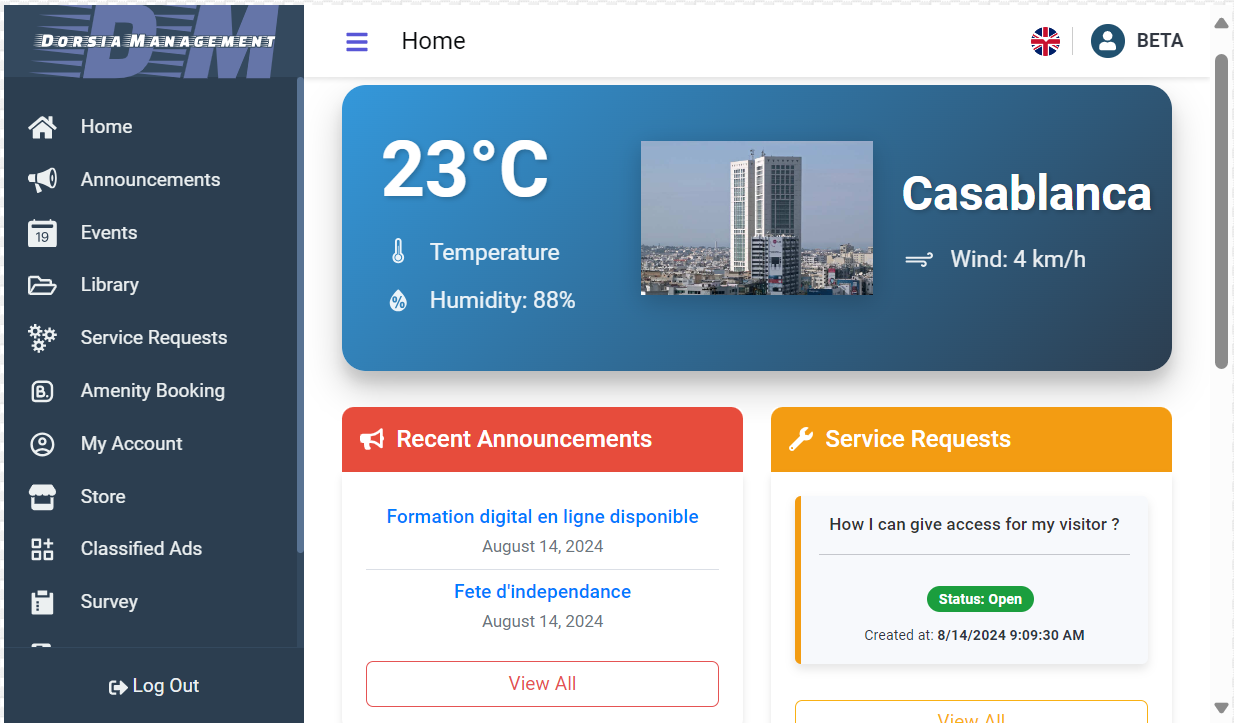 DM
DORSIA MANAGEMENT
Home
BETA
Home
Announcements
19
Events
Library
Service Requests
B.
Amenity Booking
My Account
Store
Classified Ads
Survey
Log Out
23°C
Temperature
%
Humidity: 88%
Casablanca
Wind: 4 km/h
Recent Announcements
Formation digital en ligne disponible
August 14, 2024
Fete d'independance
August 14, 2024
View All
Service Requests
How I can give access for my visitor ?
Status: Open
Created at: 8/14/2024 9:09:30 AM
View All